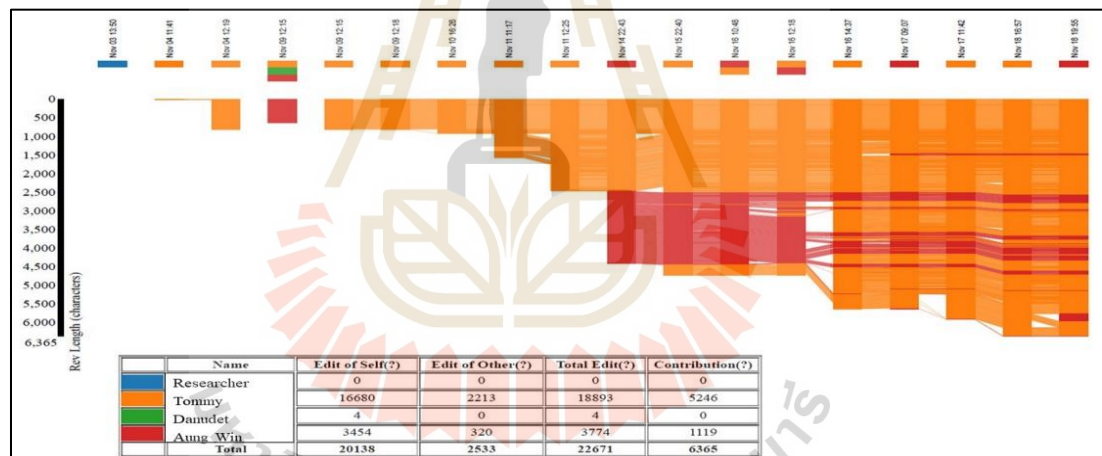 Nov 03 13:50
Nov 04 11:41
Nov 04 12:19
Nov 09 12:15
Nov 09 12:15
Nov 09 12:18
Nov 10 16:26
Nov 11 11:17
Nov 11 12:25
Nov 14 22:43
Nov 15 22:40
Nov 16 10:48
Nov 16 12:18
Nov 16 14:37
Nov 17 09:07
Nov 17 11:42
Nov 18 16:57
Nov 18 19:55
0
500
1,000
1,500
2,000
2,500
3,000
3,500
4,000
4,500
5,000
5,500
6,000
6,365
Rev Length (characters)
Name Edit of Self(?) Edit of Other(?) Total Edit(?) Contribution(?)
Researcher 0 0 0 0
Tommy 16680 2213 18893 5246
Danudet 4 0 4 0
Aung Win 3454 320 3774 1119
Total 20138 2533 22671 6365